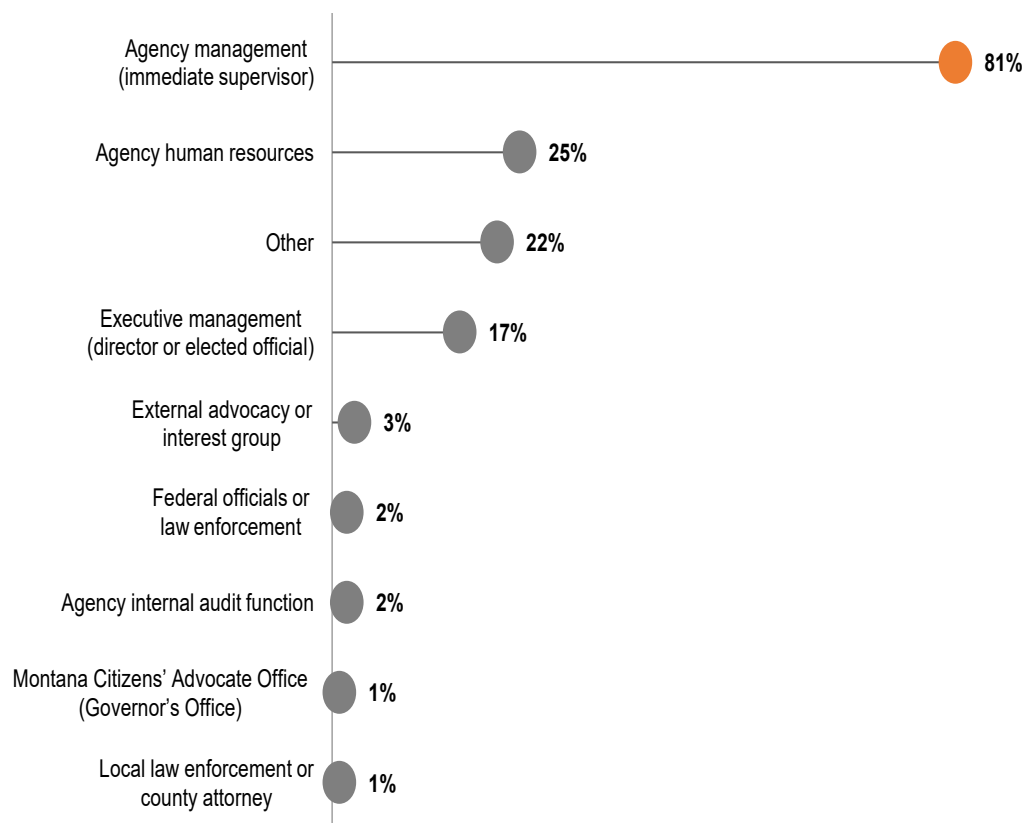 Agency management
(immediate supervisor)
81%
Agency human resources
25%
Other
22%
Executive management
(director or elected official)
17%
External advocacy or
interest group
3%
Federal officials or
law enforcement
2%
Agency internal audit function
2%
Montana Citizens’ Advocate Office
(Governor’s Office)
1%
Local law enforcement or
county attorney
1%